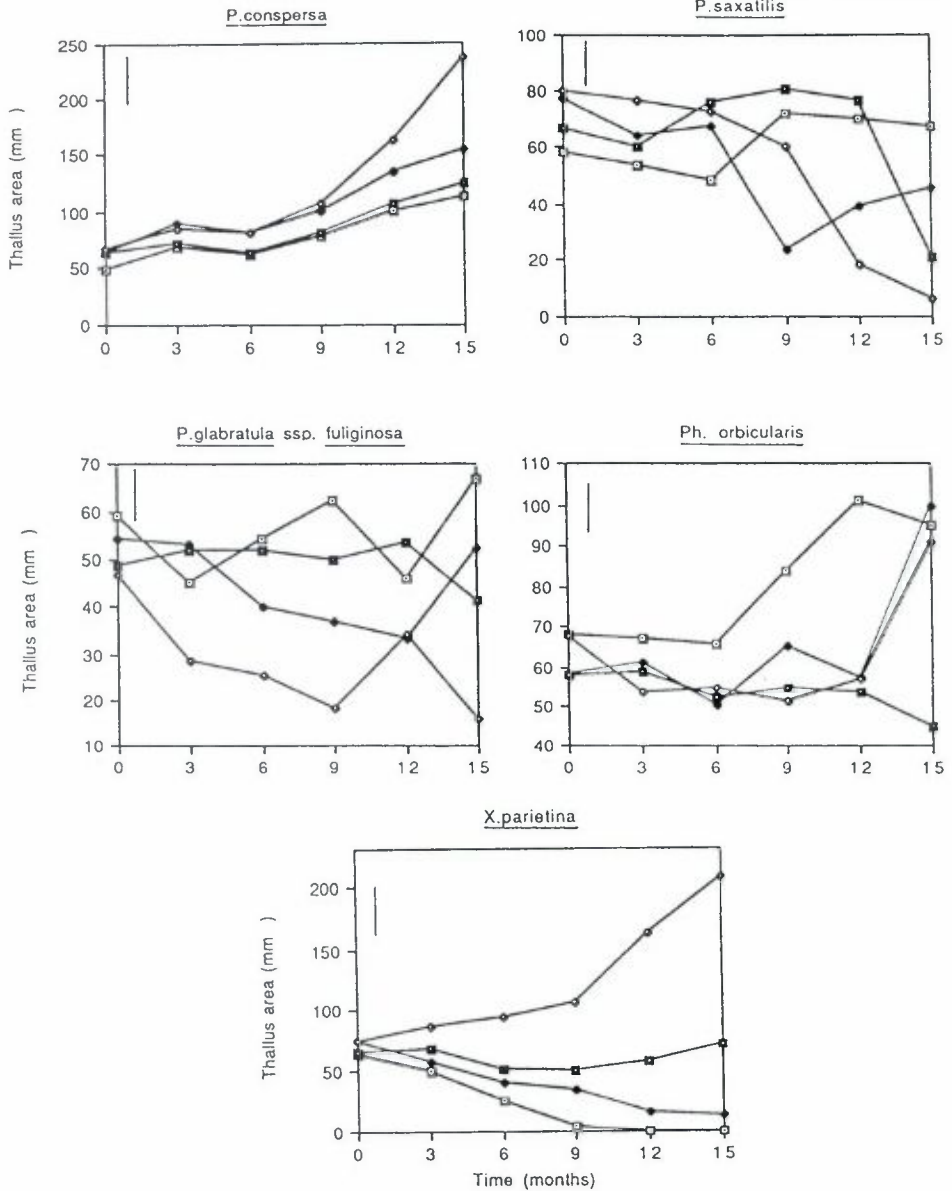 P.conspersa
Thallus area (mm )
250
200
150
100
50
0
0 3 6 9 12 15
P.saxatilis
100
80
60
40
20
0
0 3 6 9 12 15
P.glabratula ssp. fuliginosa
Thallus area (mm )
70
60
50
40
30
20
10
0 3 6 9 12 15
Ph. orbicularis
110
100
90
80
70
60
50
40
0 3 6 9 12 15
X.parietina
Thallus area (mm )
200
150
100
50
0
0 3 6 9 12 15
Time (months)